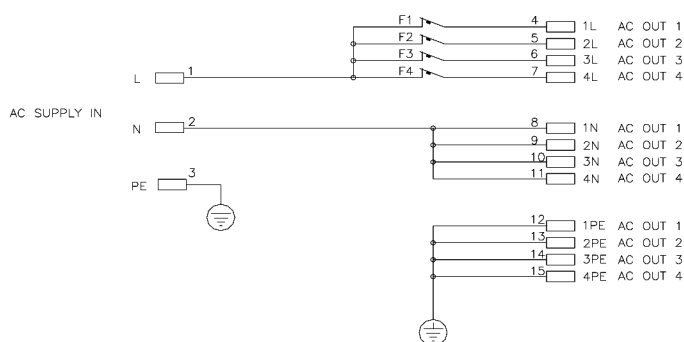 F1 4 1L AC OUT 1
F2 5 2L AC OUT 2
F3 6 3L AC OUT 3
L 1 F4 7 4L AC OUT 4
AC SUPPLY IN
N 2 8 1N AC OUT 1
9 2N AC OUT 2
10 3N AC OUT 3
11 4N AC OUT 4
PE 3
12 1PE AC OUT 1
13 2PE AC OUT 2
14 3PE AC OUT 3
15 4PE AC OUT 4